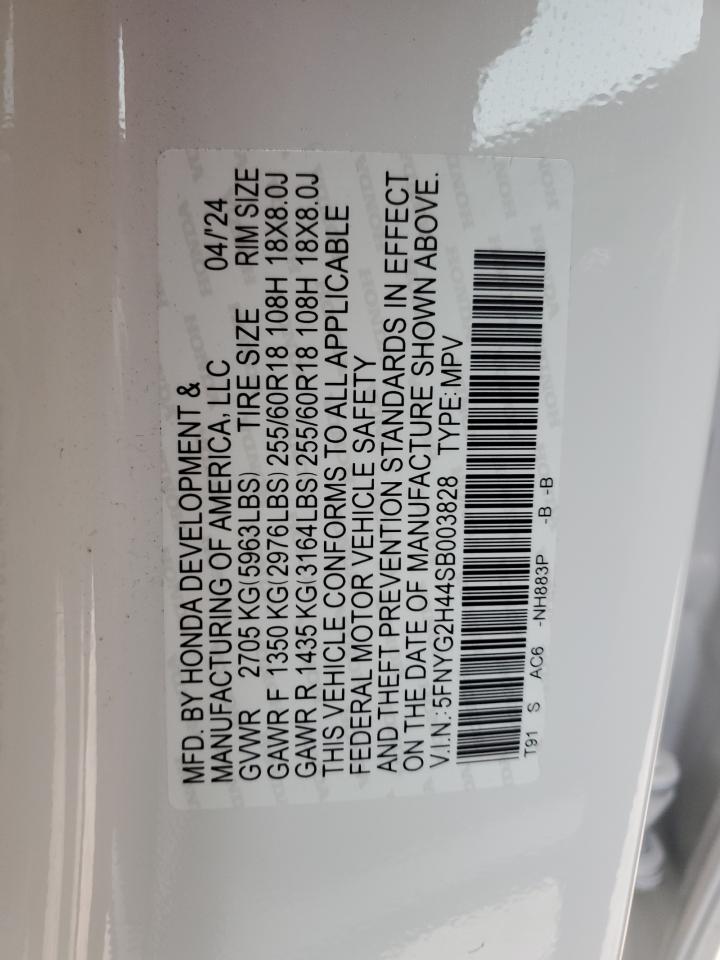 MFD. BY HONDA DEVELOPMENT &
MANUFACTURING OF AMERICA, LLC 04/'24
GVWR 2705 KG(5963LBS) TIRE SIZE RIM SIZE
GAWR F 1350 KG(2976LBS) 255/60R18 108H 18X8.0J
GAWR R 1435 KG(3164LBS) 255/60R18 108H 18X8.0J
THIS VEHICLE CONFORMS TO ALL APPLICABLE
FEDERAL MOTOR VEHICLE SAFETY
AND THEFT PREVENTION STANDARDS IN EFFECT
ON THE DATE OF MANUFACTURE SHOWN ABOVE.
V.I.N.:5FNYG2H44SB003828 TYPE: MPV
T91 S AC6 -NH883P -B -B